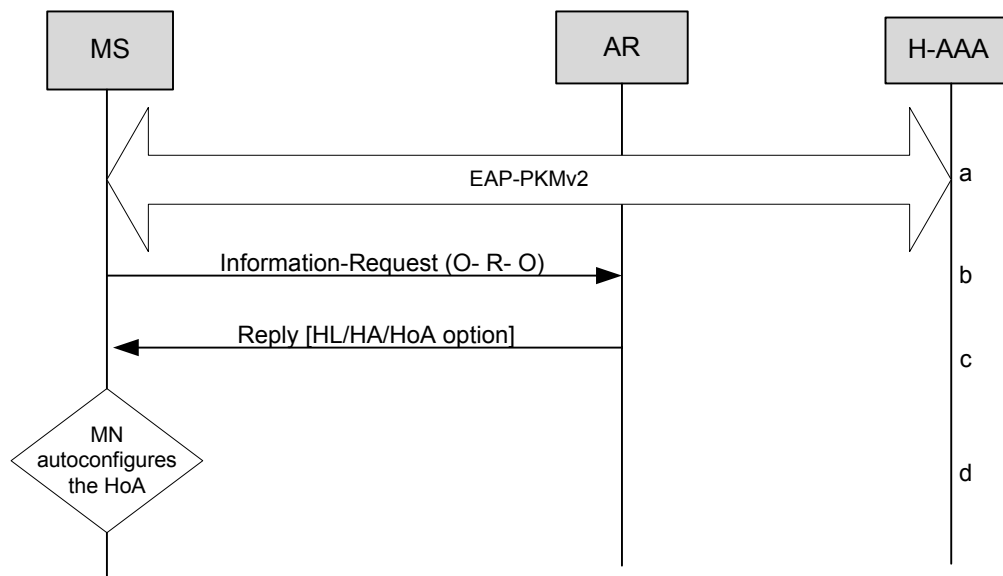 MS
AR
H-AAA
EAP-PKMv2
a
Information-Request (O- R- O)
b
Reply [HL/HA/HoA option]
c
MN
autoconfigures
the HoA
d